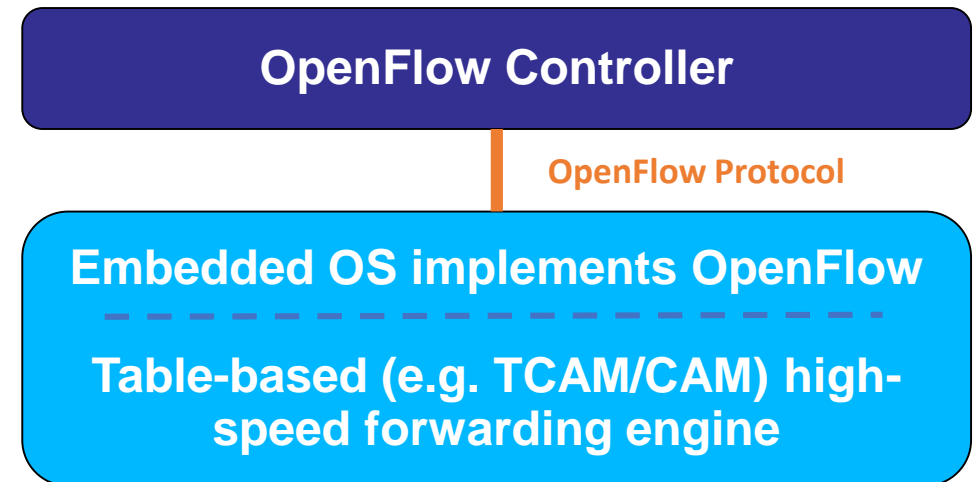 OpenFlow Controller
OpenFlow Protocol
Embedded OS implements OpenFlow
Table-based (e.g. TCAM/CAM) high-
speed forwarding engine